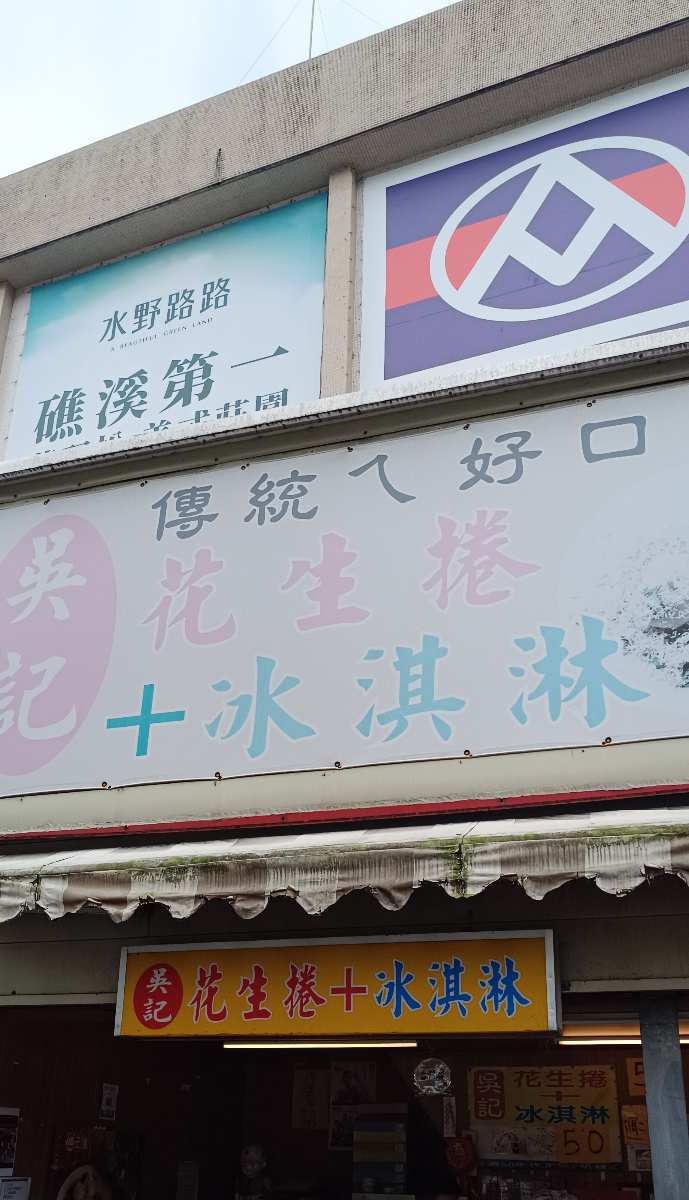 水野路路
A BEAUTIFUL GREEN LAND
礁溪第一
傳統ㄟ好口
吳記
花生捲
+冰淇淋
吳記
花生捲+冰淇淋
吳記
花生捲
+
冰淇淋
50